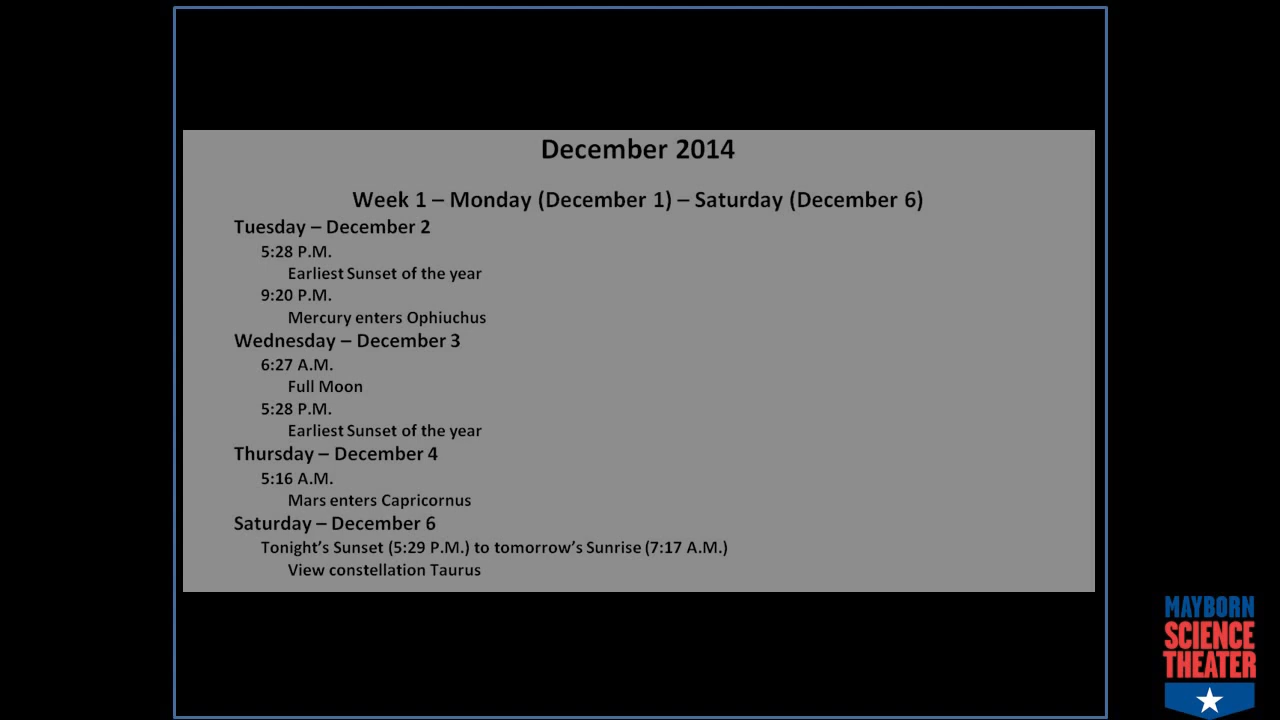 December 2014
Week 1 – Monday (December 1) – Saturday (December 6)
Tuesday – December 2
5:28 P.M.
Earliest Sunset of the year
9:20 P.M.
Mercury enters Ophiuchus
Wednesday – December 3
6:27 A.M.
Full Moon
5:28 P.M.
Earliest Sunset of the year
Thursday – December 4
5:16 A.M.
Mars enters Capricornus
Saturday – December 6
Tonight’s Sunset (5:29 P.M.) to tomorrow’s Sunrise (7:17 A.M.)
View constellation Taurus
MAYBORN
SCIENCE
THEATER